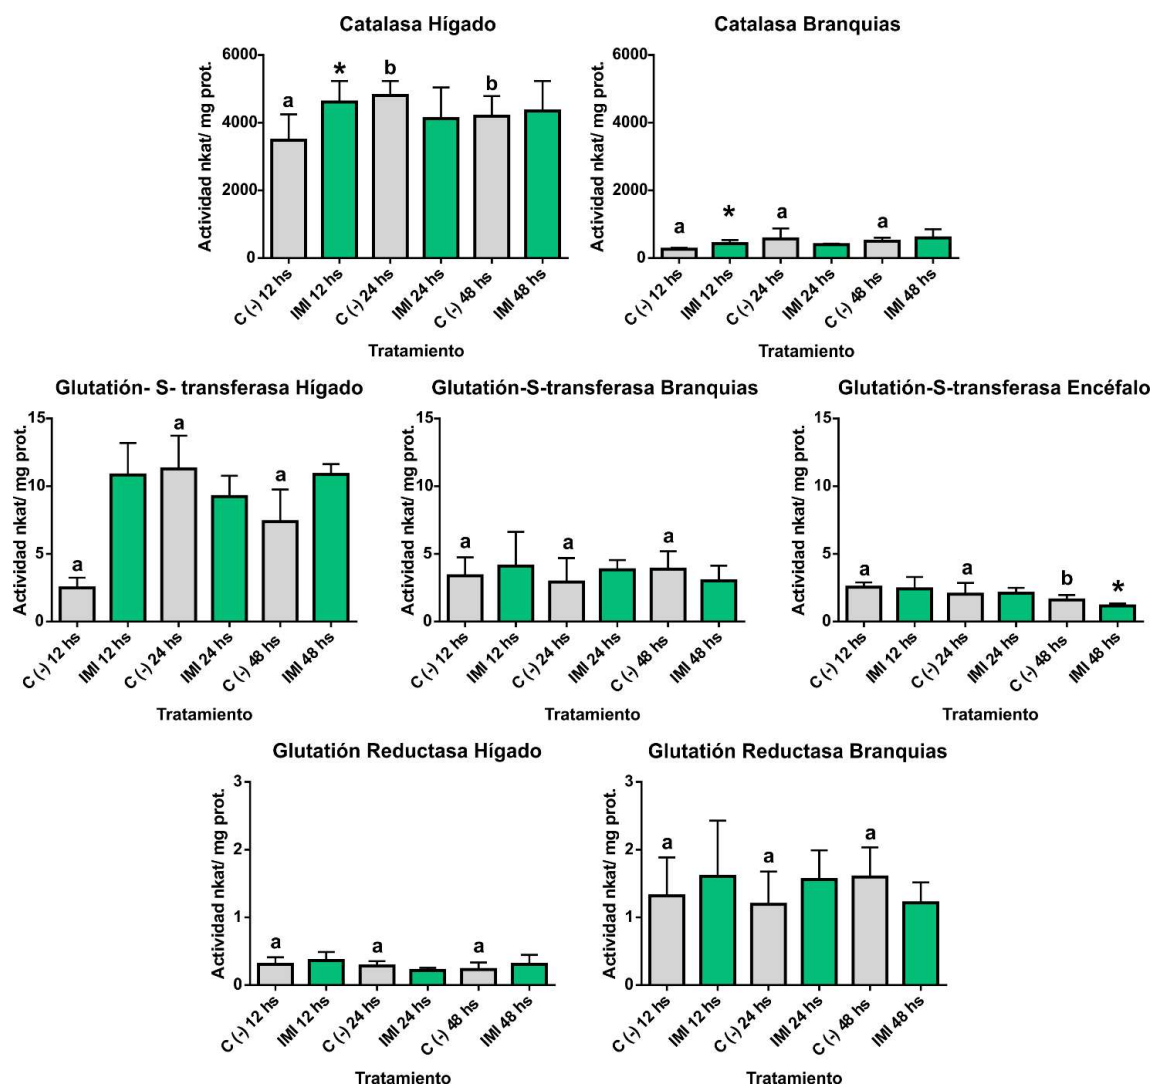 Catalasa Hígado
Actividad nkat/ mg prot.
6000
4000
2000
0
a
*
b
b
C (-) 12 hs
IMI 12 hs
C (-) 24 hs
IMI 24 hs
C (-) 48 hs
IMI 48 hs
Tratamiento
Catalasa Branquias
Actividad nkat/ mg prot.
6000
4000
2000
0
a
*
a
a
C (-) 12 hs
IMI 12 hs
C (-) 24 hs
IMI 24 hs
C (-) 48 hs
IMI 48 hs
Tratamiento
Glutatión- S- transferasa Hígado
Actividad nkat/ mg prot.
15
10
5
0
a
a
a
C (-) 12 hs
IMI 12 hs
C (-) 24 hs
IMI 24 hs
C (-) 48 hs
IMI 48 hs
Tratamiento
Glutatión-S-transferasa Branquias
Actividad nkat/ mg prot.
15
10
5
0
a
a
a
C (-) 12 hs
IMI 12 hs
C (-) 24 hs
IMI 24 hs
C (-) 48 hs
IMI 48 hs
Tratamiento
Glutatión-S-transferasa Encéfalo
Actividad nkat/ mg prot.
15
10
5
0
a
a
b
*
C (-) 12 hs
IMI 12 hs
C (-) 24 hs
IMI 24 hs
C (-) 48 hs
IMI 48 hs
Tratamiento
Glutatión Reductasa Hígado
Actividad nkat/ mg prot.
3
2
1
0
a
a
a
C (-) 12 hs
IMI 12 hs
C (-) 24 hs
IMI 24 hs
C (-) 48 hs
IMI 48 hs
Tratamiento
Glutatión Reductasa Branquias
Actividad nkat/ mg prot.
3
2
1
0
a
a
a
C (-) 12 hs
IMI 12 hs
C (-) 24 hs
IMI 24 hs
C (-) 48 hs
IMI 48 hs
Tratamiento